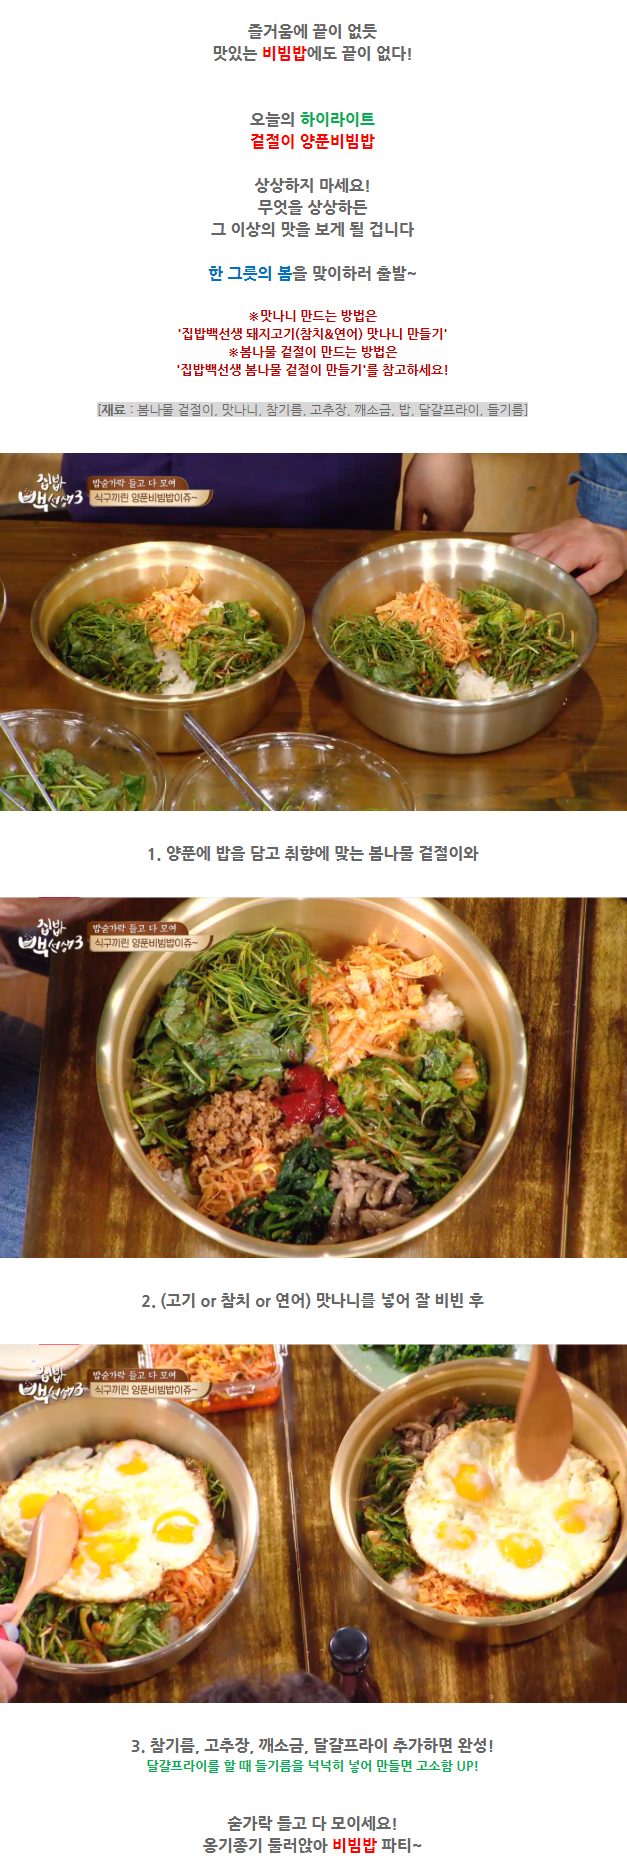 즐거움에 끝이 없듯
맛있는 비빔밥에도 끝이 없다!
오늘의 하이라이트
겉절이 양푼비빔밥
상상하지 마세요!
무엇을 상상하든
그 이상의 맛을 보게 될 겁니다
한 그릇의 봄을 맞이하러 출발~
※맛나니 만드는 방법은
'집밥백선생 돼지고기(참치&연어) 맛나니 만들기'
※봄나물 겉절이 만드는 방법은
'집밥백선생 봄나물 겉절이 만들기'를 참고하세요!
[재료 : 봄나물 겉절이, 맛나니, 참기름, 고추장, 깨소금, 밥, 달걀프라이, 들기름]
집밥
백선생3
밥숟가락 들고 다 모여
식구끼린 양푼비빔밥이쥬~
1. 양푼에 밥을 담고 취향에 맞는 봄나물 겉절이와
집밥
백선생3
밥숟가락 들고 다 모여
식구끼린 양푼비빔밥이쥬~
2. (고기 or 참치 or 연어) 맛나니를 넣어 잘 비빈 후
집밥
백선생3
밥숟가락 들고 다 모여
식구끼린 양푼비빔밥이쥬~
3. 참기름, 고추장, 깨소금, 달걀프라이 추가하면 완성!
달걀프라이를 할 때 들기름을 넉넉히 넣어 만들면 고소함 UP!
숟가락 들고 다 모이세요!
옹기종기 둘러앉아 비빔밥 파티~